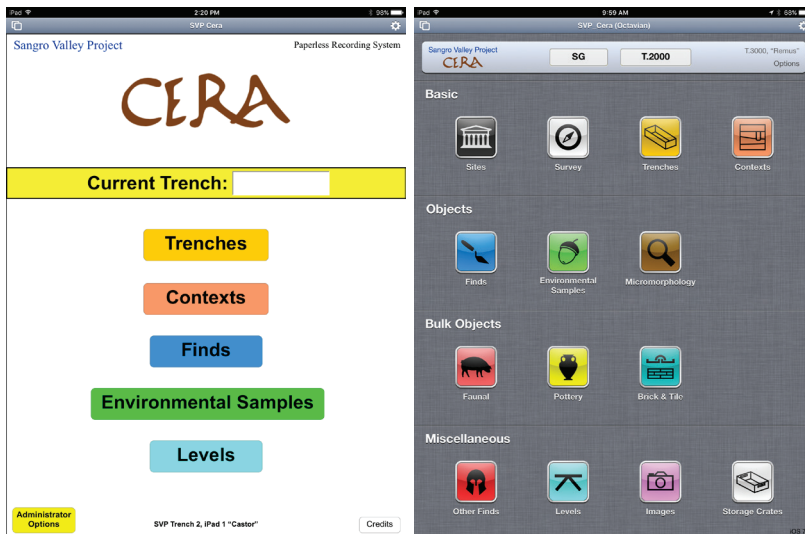 iPad
2:20 PM
98%
SVP Cera
Sangro Valley Project
Paperless Recording System
CERA
Current Trench:
Trenches
Contexts
Finds
Environmental Samples
Levels
Administrator
Options
SVP Trench 2, iPad 1 "Castor"
Credits
iPad
9:59 AM
68%
SVP_Cera (Octavian)
Sangro Valley Project
CERA
SG
T.2000
T.3000, "Remus"
Options
Basic
Sites
Survey
Trenches
Contexts
Objects
Finds
Environmental
Samples
Micromorphology
Bulk Objects
Faunal
Pottery
Brick & Tile
Miscellaneous
Other Finds
Levels
Images
Storage Crates